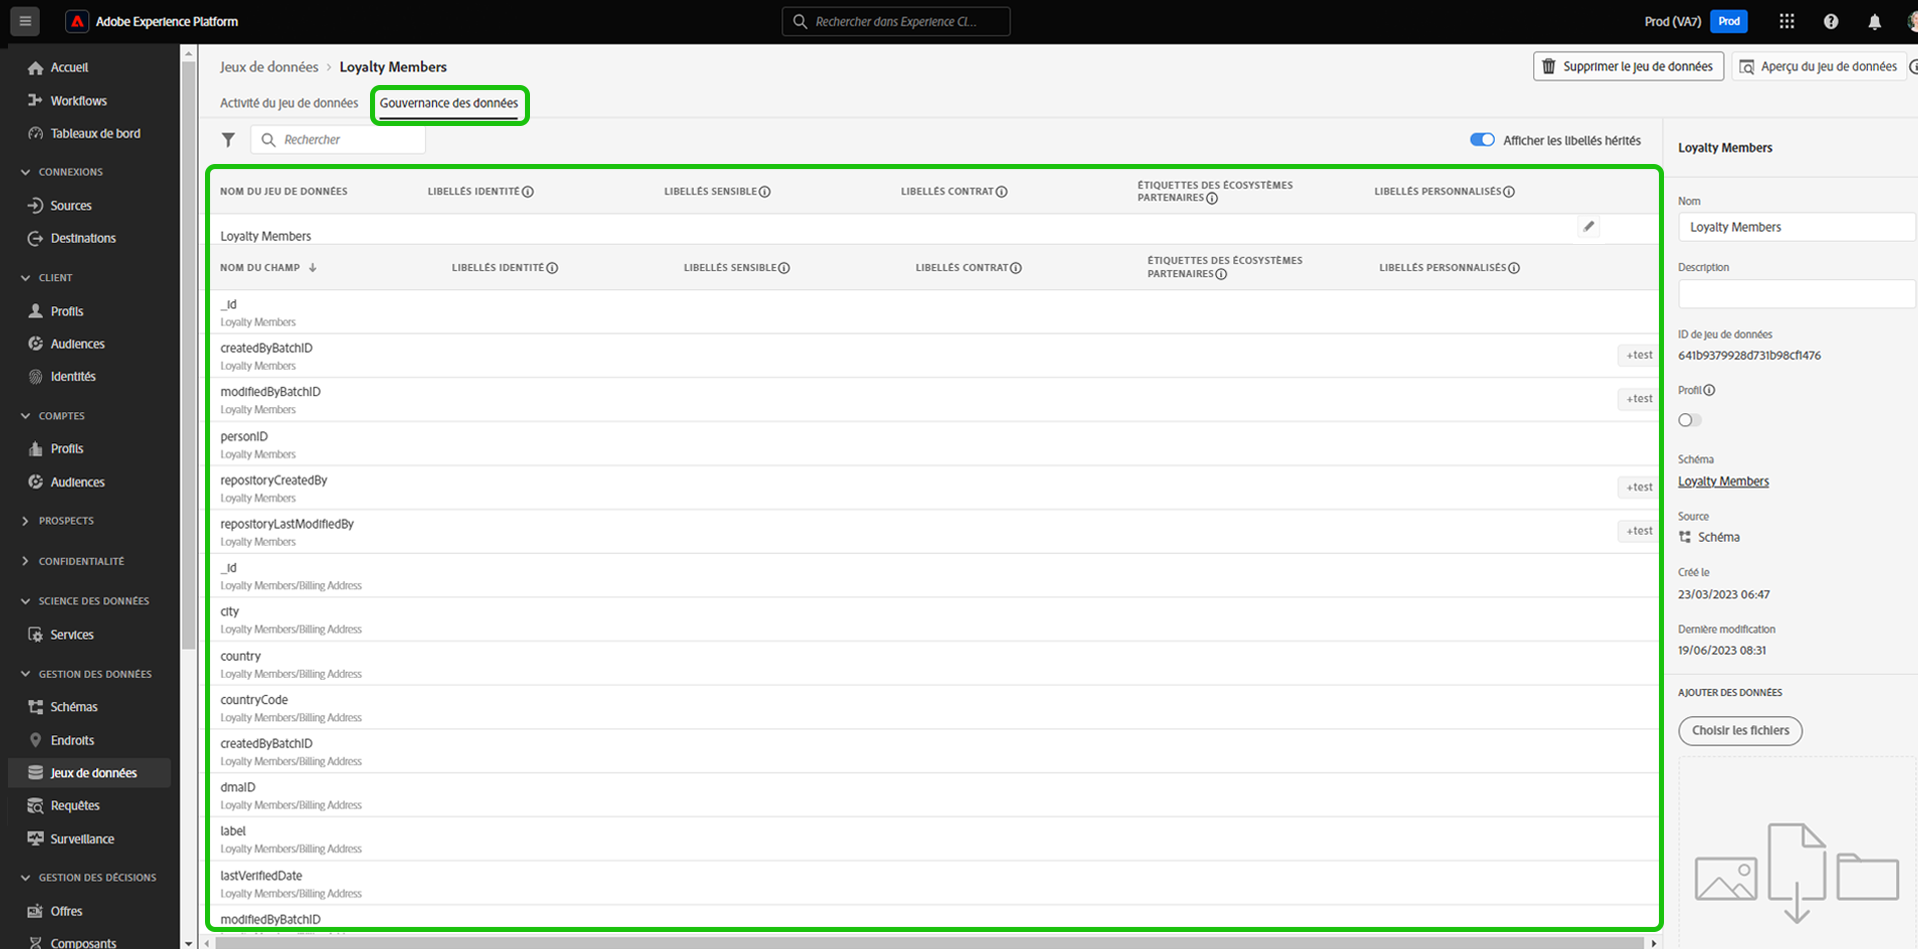 Adobe Experience Platform
Rechercher dans Experience Cl...
Prod (VA7)
Prod
Accueil
Workflows
Tableaux de bord
CONNEXIONS
Sources
Destinations
CLIENT
Profils
Audiences
Identités
COMPTES
Profils
Audiences
PROSPECTS
CONFIDENTIALITÉ
SCIENCE DES DONNÉES
Services
GESTION DES DONNÉES
Schémas
Endroits
Jeux de données
Requêtes
Surveillance
GESTION DES DÉCISIONS
Offres
Composants
Jeux de données > Loyalty Members
Supprimer le jeu de données
Aperçu du jeu de données
Activité du jeu de données
Gouvernance des données
Rechercher
Afficher les libellés hérités
NOM DU JEU DE DONNÉES
LIBELLÉS IDENTITÉ
LIBELLÉS SENSIBLE
LIBELLÉS CONTRAT
ÉTIQUETTES DES ÉCOSYSTÈMES
PARTENAIRES
LIBELLÉS PERSONNALISÉS
Loyalty Members
NOM DU CHAMP
LIBELLÉS IDENTITÉ
LIBELLÉS SENSIBLE
LIBELLÉS CONTRAT
ÉTIQUETTES DES ÉCOSYSTÈMES
PARTENAIRES
LIBELLÉS PERSONNALISÉS
_id
Loyalty Members
createdByBatchID
Loyalty Members
+test
modifiedByBatchID
Loyalty Members
+test
personID
Loyalty Members
repositoryCreatedBy
Loyalty Members
+test
repositoryLastModifiedBy
Loyalty Members
+test
_id
Loyalty Members/Billing Address
city
Loyalty Members/Billing Address
country
Loyalty Members/Billing Address
countryCode
Loyalty Members/Billing Address
createdByBatchID
Loyalty Members/Billing Address
dmaID
Loyalty Members/Billing Address
label
Loyalty Members/Billing Address
lastVerifiedDate
Loyalty Members/Billing Address
modifiedByBatchID
Loyalty Members
Nom
Loyalty Members
Description
ID de jeu de données
641b9379928d731b98cf1476
Profil
Schéma
Loyalty Members
Source
Schéma
Créé le
23/03/2023 06:47
Dernière modification
19/06/2023 08:31
AJOUTER DES DONNÉES
Choisir les fichiers